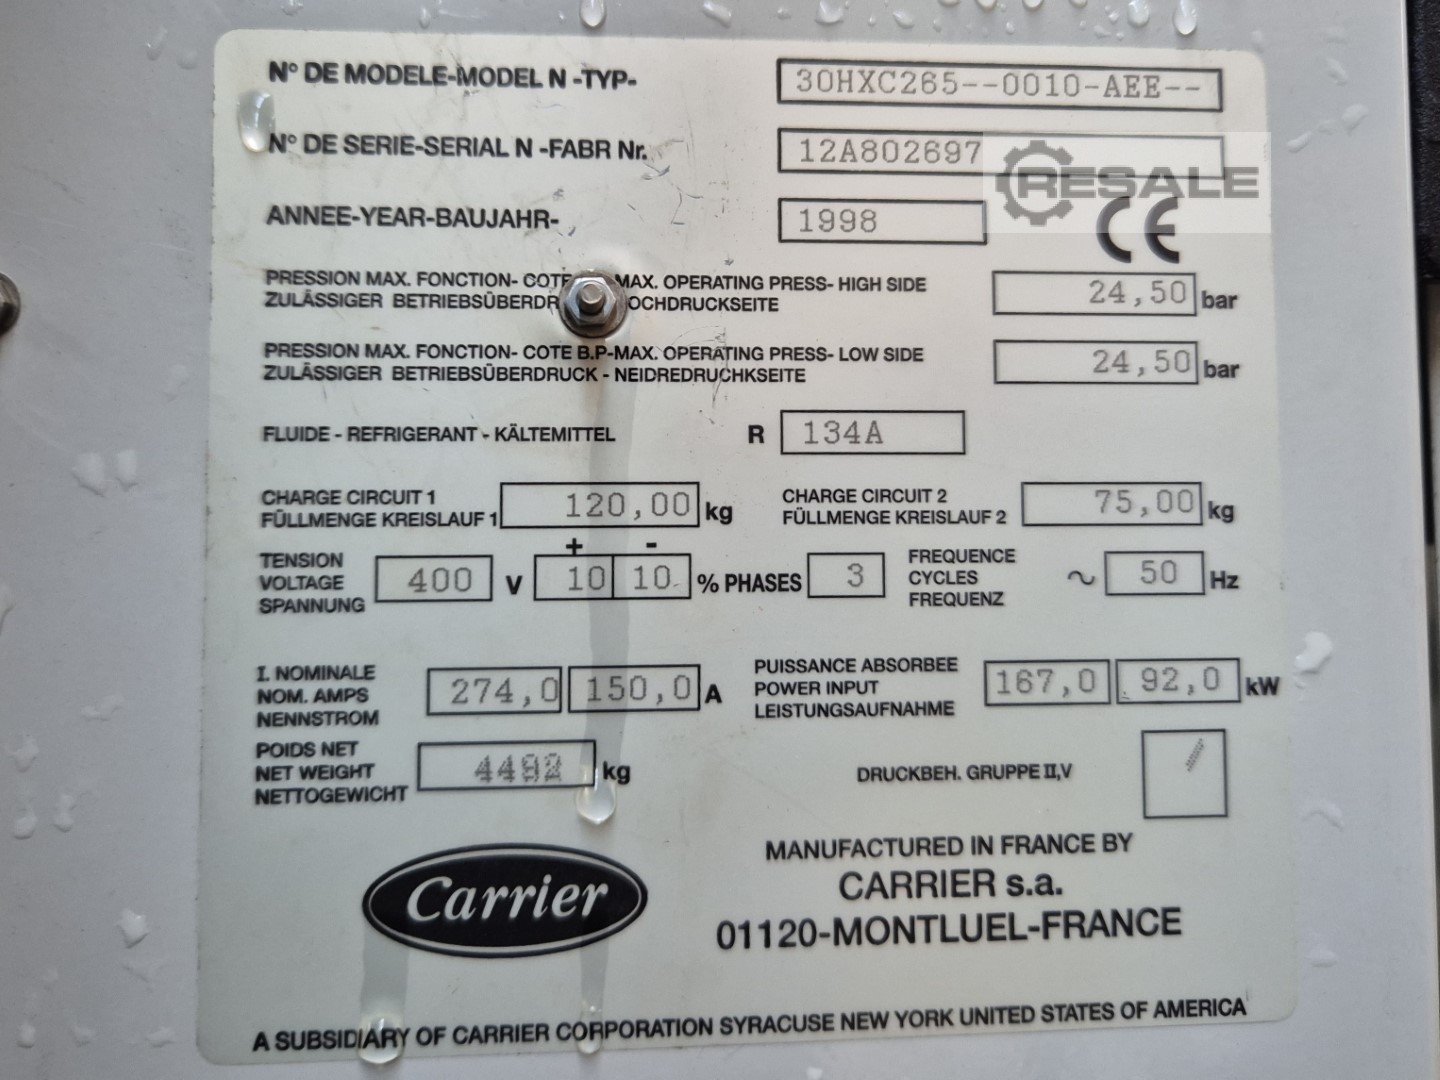 N° DE MODELE-MODEL N -TYP- 30HXC265--0010-AEE--
N° DE SERIE-SERIAL N -FABR Nr. 12A802697
RESALE
ANNEE-YEAR-BAUJAHR- 1998
CE
PRESSION MAX. FONCTION- COTE MAX. OPERATING PRESS- HIGH SIDE
ZULÄSSIGER BETRIEBSÜBERDR OCHDRUCKSEITE
24,50 bar
PRESSION MAX. FONCTION- COTE B.P-MAX. OPERATING PRESS- LOW SIDE
ZULÄSSIGER BETRIEBSÜBERDRUCK - NEIDREDRUCHKSEITE
24,50 bar
FLUIDE - REFRIGERANT - KÄLTEMITTEL R 134A
CHARGE CIRCUIT 1
FÜLLMENGE KREISLAUF 1
120,00 kg
CHARGE CIRCUIT 2
FÜLLMENGE KREISLAUF 2
75,00 kg
TENSION
VOLTAGE
SPANNUNG
400 V
+ -
10 10 % PHASES 3
FREQUENCE
CYCLES
FREQUENZ
~ 50 Hz
I. NOMINALE
NOM. AMPS
NENNSTROM
274,0 150,0 A
PUISSANCE ABSORBEE
POWER INPUT
LEISTUNGSAUFNAHME
167,0 92,0 kW
POIDS NET
NET WEIGHT
NETTOGEWICHT
kg
DRUCKBEH. GRUPPE II,V /
Carrier
MANUFACTURED IN FRANCE BY
CARRIER s.a.
01120-MONTLUEL-FRANCE
A SUBSIDIARY OF CARRIER CORPORATION SYRACUSE NEW YORK UNITED STATES OF AMERICA